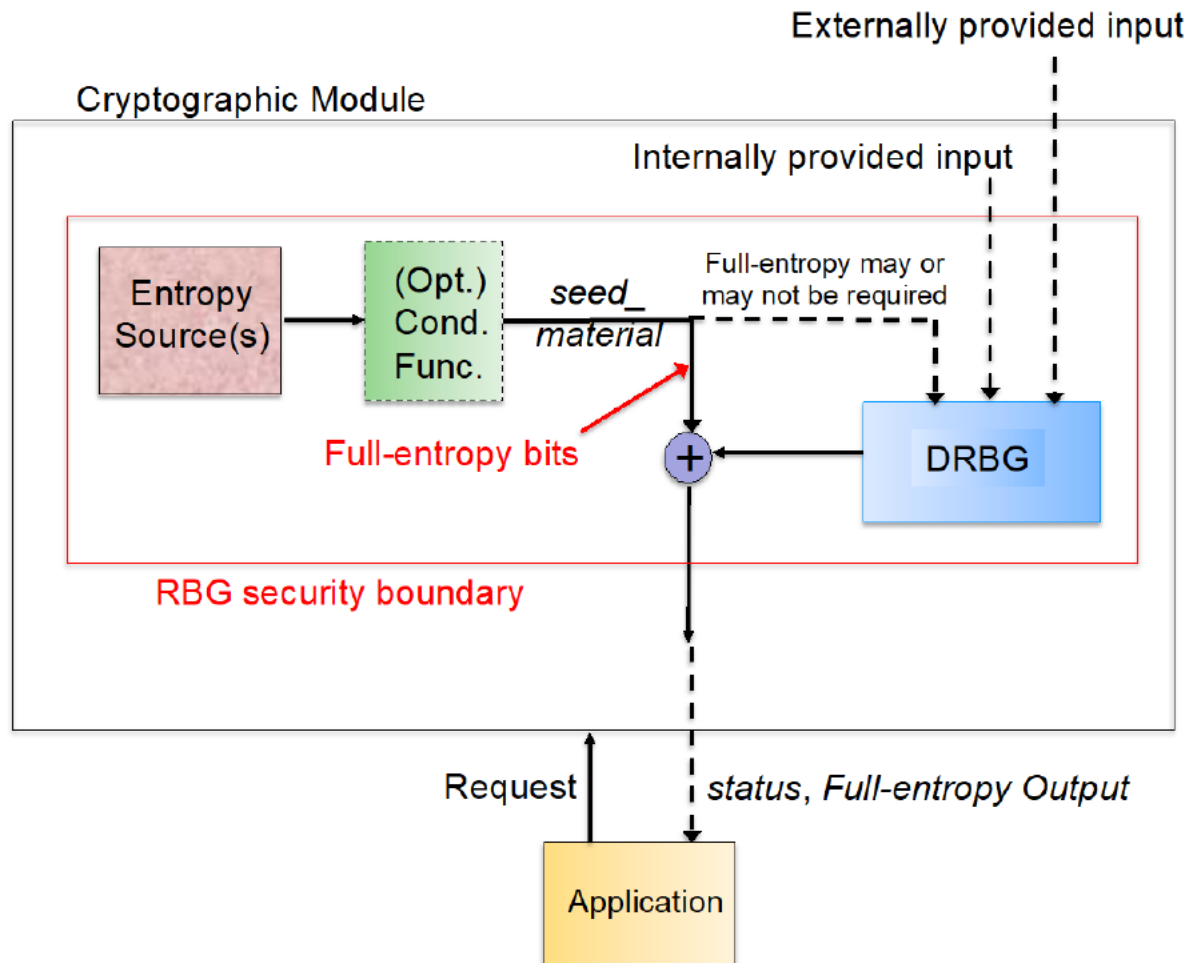 Externally provided input
Cryptographic Module
Internally provided input
Entropy
Source(s)
(Opt.)
Cond.
Func.
seed_
material
Full-entropy may or
may not be required
Full-entropy bits
+
DRBG
RBG security boundary
Request
status, Full-entropy Output
Application